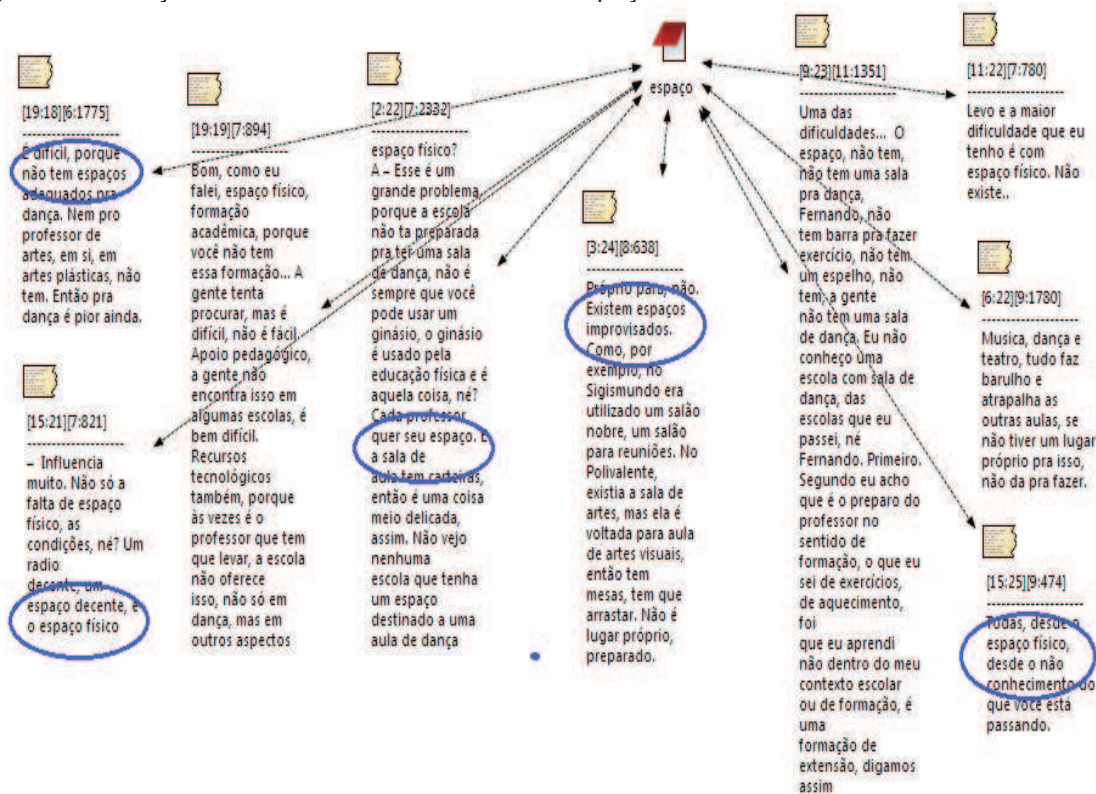 espaço
[19:18][6:1775]
É difícil, porque
não tem espaços
adequados pra
dança. Nem pro
professor de
artes, em si, em
artes plásticas, não
tem. Então pra
dança é pior ainda.
[15:21][7:821]
– Influencia
muito. Não só a
falta de espaço
físico, as
condições, né? Um
radio
decente, um
espaço decente, e
o espaço físico
[19:19][7:894]
Bom, como eu
falei, espaço físico,
formação
acadêmica, porque
você não tem
essa formação... A
gente tenta
procurar, mas é
difícil, não é fácil.
Apoio pedagógico,
a gente não
encontra isso em
algumas escolas, é
bem difícil.
Recursos
tecnológicos
também, porque
às vezes é o
professor que tem
que levar, a escola
não oferece
isso, não só em
dança, mas em
outros aspectos
[2:22][7:2332]
espaço físico?
A – Esse é um
grande problema,
porque a escola
não ta preparada
pra ter uma sala
de dança, não é
sempre que você
pode usar um
ginásio, o ginásio
é usado pela
educação física e é
aquela coisa, né?
Cada professor
quer seu espaço. E
a sala de
aula tem carteiras,
então é uma coisa
meio delicada,
assim. Não vejo
nenhuma
escola que tenha
um espaço
destinado a uma
aula de dança
[3:24][8:638]
Próprio para, não.
Existem espaços
improvisados.
Como, por
exemplo, no
Sigismundo era
utilizado um salão
nobre, um salão
para reuniões. No
Polivalente,
existia a sala de
artes, mas ela é
voltada para aula
de artes visuais,
então tem
mesas, tem que
arrastar. Não é
lugar próprio,
preparado.
[9:23][11:1351]
Uma das
dificuldades... O
espaço, não tem,
não tem uma sala
pra dança,
Fernando, não
tem barra pra fazer
exercício, não tem
um espelho, não
tem, a gente
não tem uma sala
de dança. Eu não
conheço uma
escola com sala de
dança, das
escolas que eu
passei, né
Fernando. Primeiro.
Segundo eu acho
que é o preparo do
professor no
sentido de
formação, o que eu
sei de exercícios,
de aquecimento,
foi
que eu aprendi
não dentro do meu
contexto escolar
ou de formação, é
uma
formação de
extensão, digamos
assim
[11:22][7:780]
Levo e a maior
dificuldade que eu
tenho é com
espaço físico. Não
existe..
[6:22][9:1780]
Musica, dança e
teatro, tudo faz
barulho e
atrapalha as
outras aulas, se
não tiver um lugar
próprio pra isso,
não da pra fazer.
[15:25][9:474]
Todas, desde o
espaço físico,
desde o não
conhecimento do
que você está
passando.